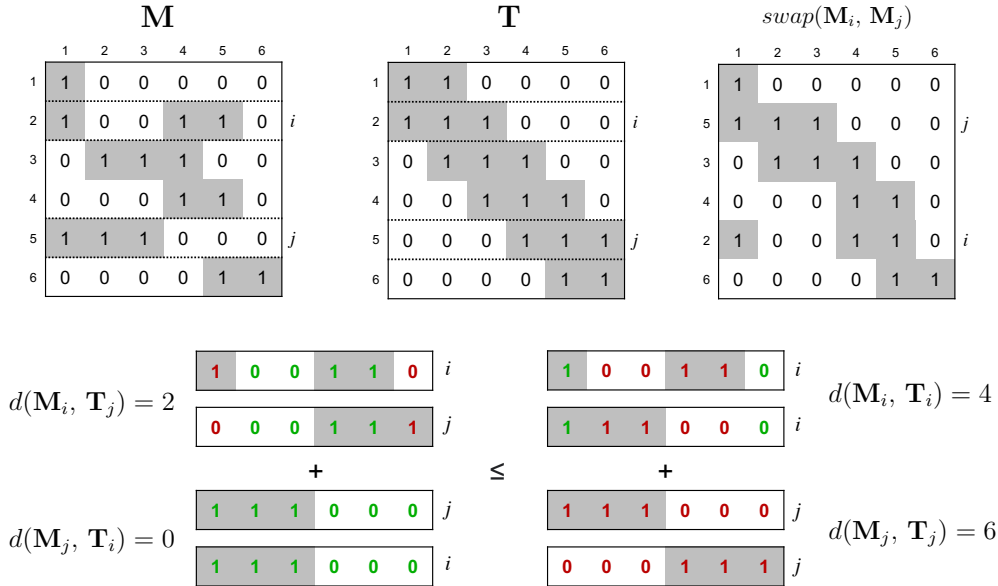 M T swap(M_i, M_j)
1 2 3 4 5 6 1 2 3 4 5 6 1 2 3 4 5 6
1 1 0 0 0 0 0 1 1 1 0 0 0 0 1 1 0 0 0 0 0
2 1 0 0 1 1 0 i 2 1 1 1 0 0 0 i 5 1 1 1 0 0 0 j
3 0 1 1 1 0 0 3 0 1 1 1 0 0 3 0 1 1 1 0 0
4 0 0 0 1 1 0 4 0 0 1 1 1 0 4 0 0 0 1 1 0
5 1 1 1 0 0 0 j 5 0 0 0 1 1 1 j 2 1 0 0 1 1 0 i
6 0 0 0 0 1 1 6 0 0 0 0 1 1 6 0 0 0 0 1 1
1 0 0 1 1 0 i 1 0 0 1 1 0 i
d(M_i, T_j) = 2 d(M_i, T_i) = 4
0 0 0 1 1 1 j 1 1 1 0 0 0 i
+ ≤ +
1 1 1 0 0 0 j 1 1 1 0 0 0 j
d(M_j, T_i) = 0 d(M_j, T_j) = 6
1 1 1 0 0 0 i 0 0 0 1 1 1 j